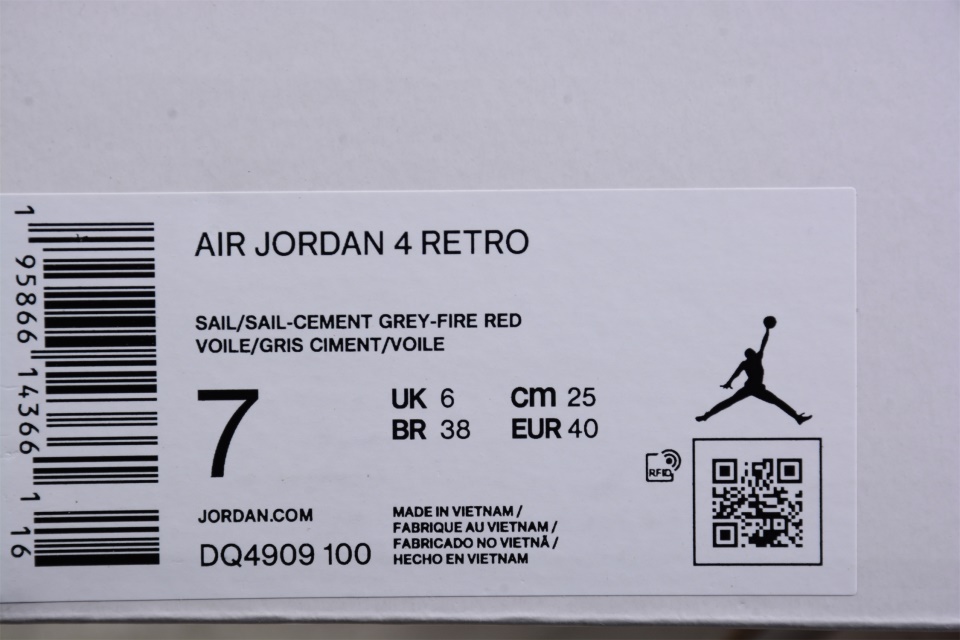 AIR JORDAN 4 RETRO
SAIL/SAIL-CEMENT GREY-FIRE RED
VOILE/GRIS CIMENT/VOILE
7
UK 6
cm 25
BR 38
EUR 40
RFID
JORDAN.COM
DQ4909 100
MADE IN VIETNAM /
FABRIQUE AU VIETNAM /
FABRICADO NO VIETNÃ /
HECHO EN VIETNAM
1 95866 14366 1 16